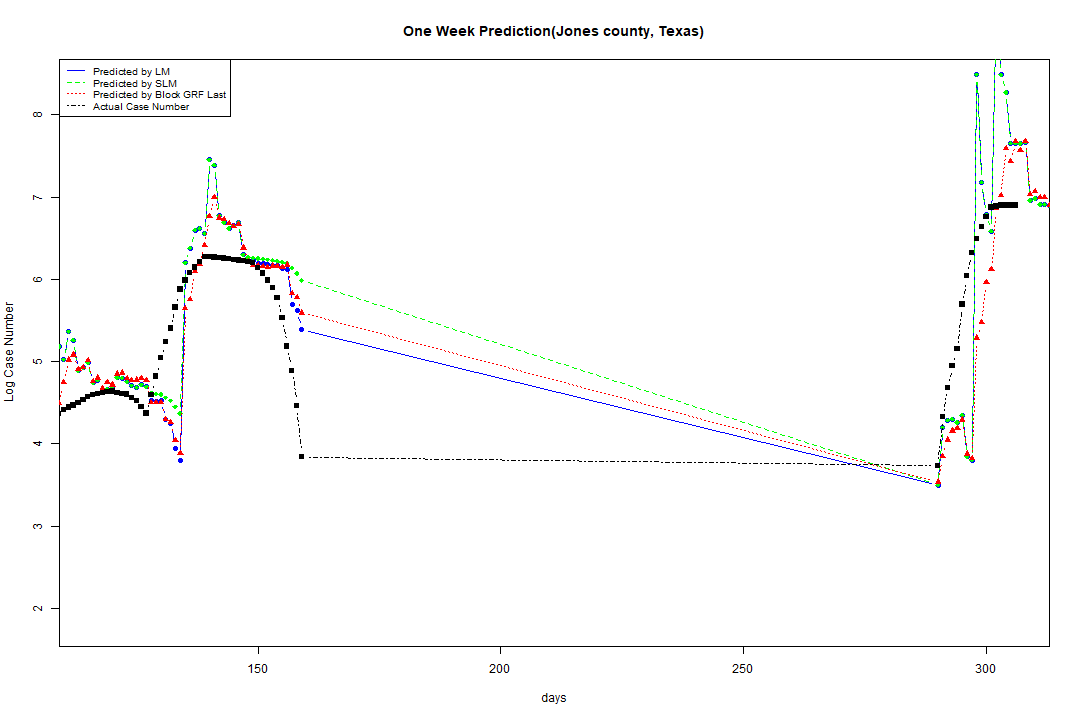 One Week Prediction(Jones county, Texas)
Predicted by LM
Predicted by SLM
Predicted by Block GRF Last
Actual Case Number
Log Case Number
8
7
6
5
4
3
2
150
200
250
300
days